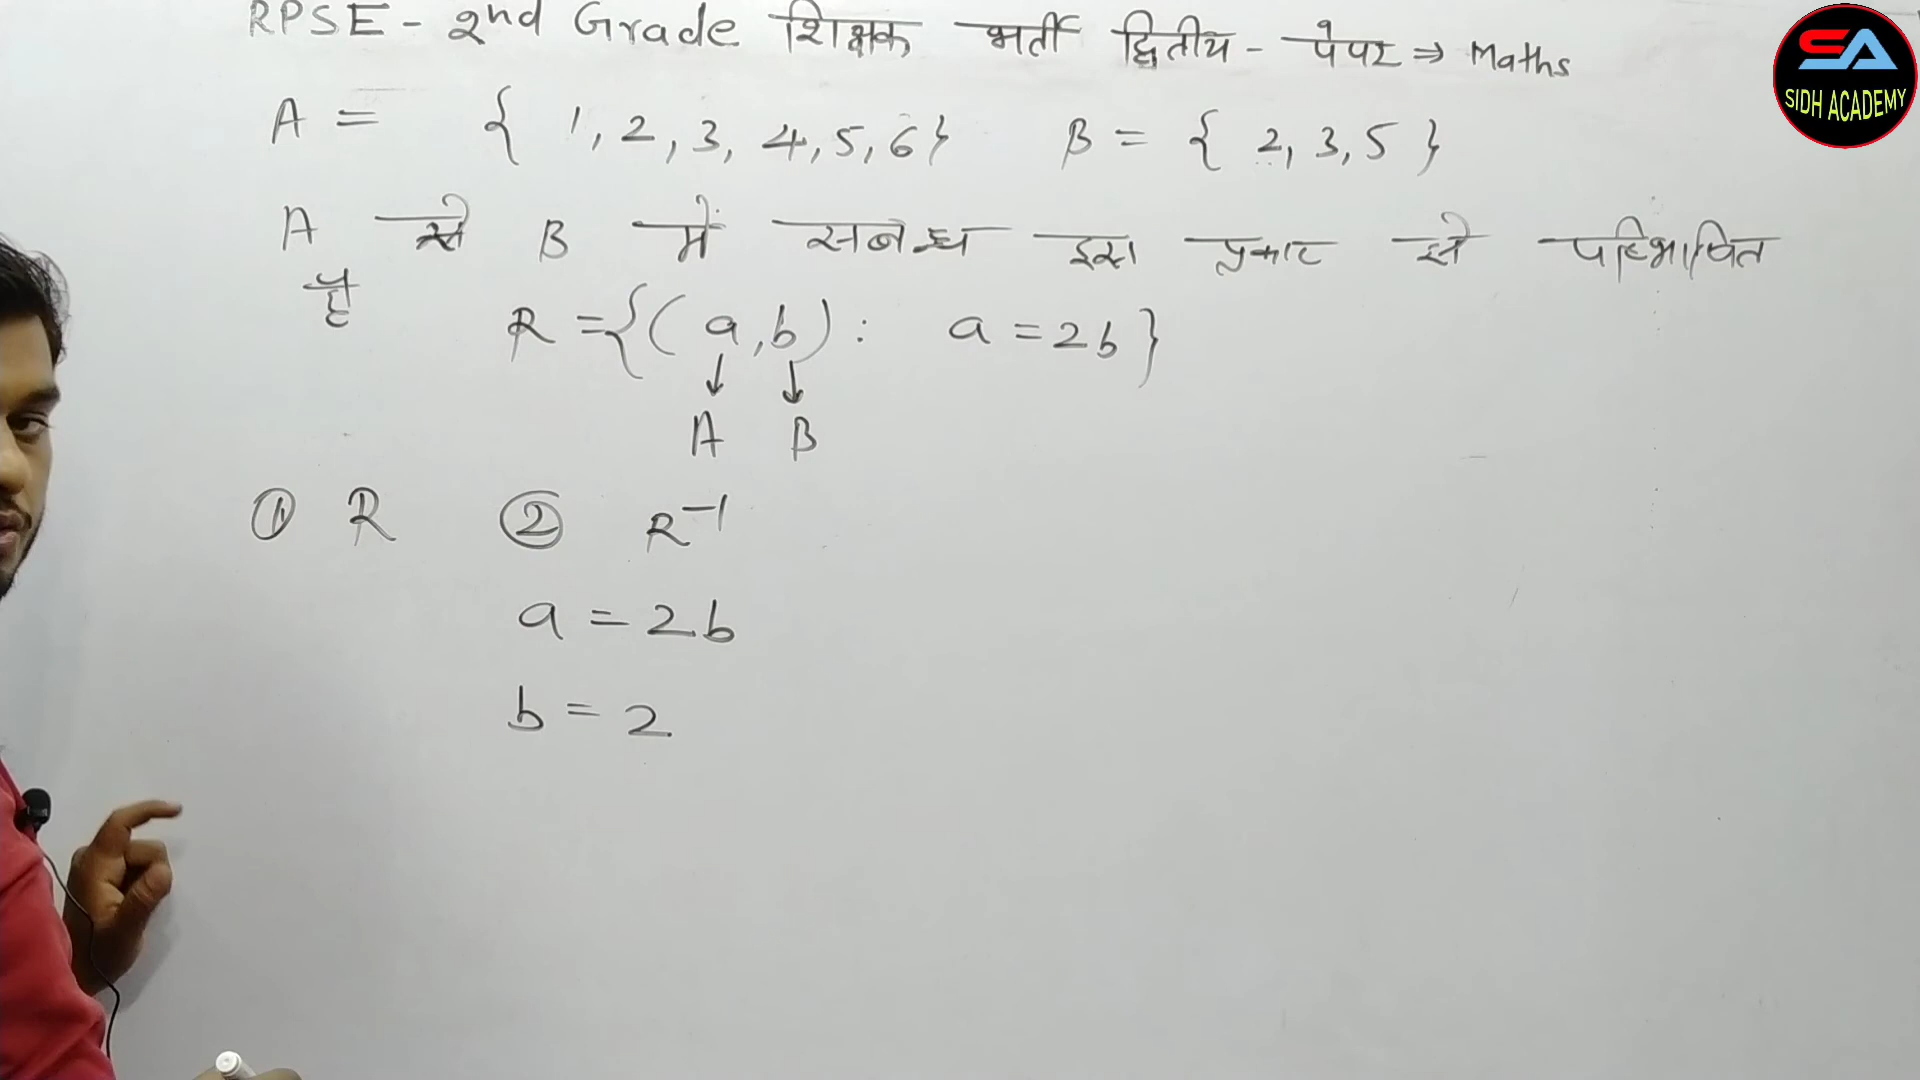 RPSE - 2nd Grade शिक्षक भर्ती द्वितीय - पेपर ⇒ Maths
SA
SIDH ACADEMY
A = { 1, 2, 3, 4, 5, 6 } B = { 2, 3, 5 }
A से B में सबन्ध इस प्रकार से परिभाषित
है
R = { ( a, b ) : a = 2b }
↓ ↓
A B
① R ② R⁻¹
a = 2b
b = 2